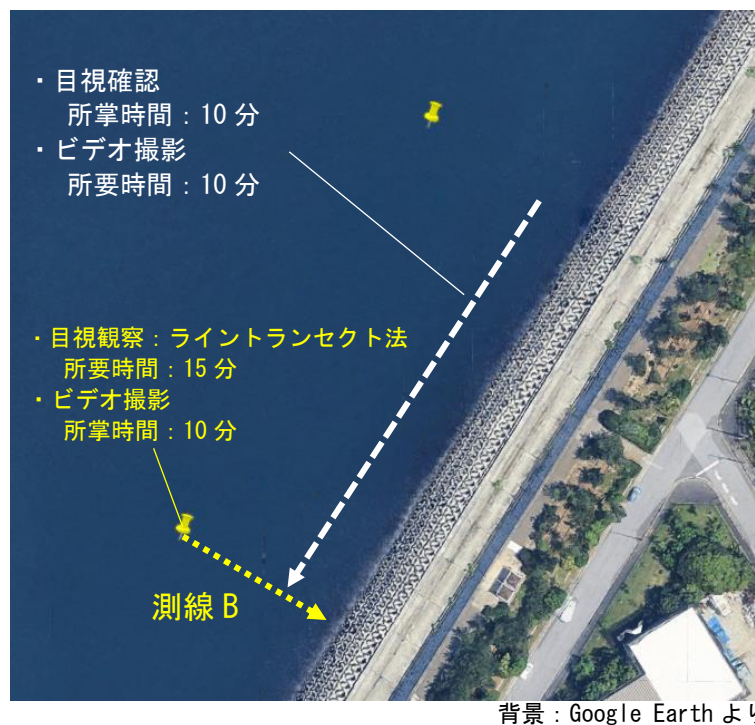 ・目視確認
所掌時間：10 分
・ビデオ撮影
所要時間：10 分
・目視観察：ライントランセクト法
所要時間：15 分
・ビデオ撮影
所掌時間：10 分
測線 B
背景：Google Earth よ